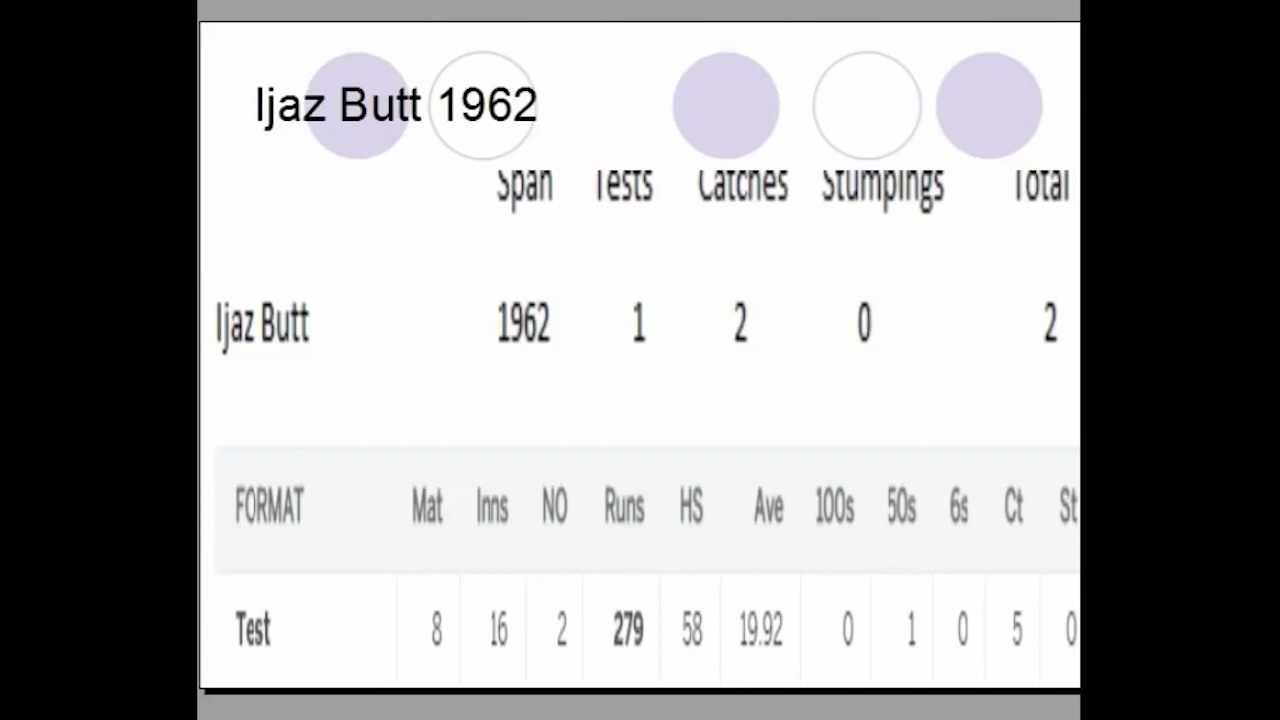 Ijaz Butt 1962
Span Tests Catches Stumpings Total
Ijaz Butt 1962 1 2 0 2
FORMAT Mat Inns NO Runs HS Ave 100s 50s 6s Ct St
Test 8 16 2 279 58 19.92 0 1 0 5 0